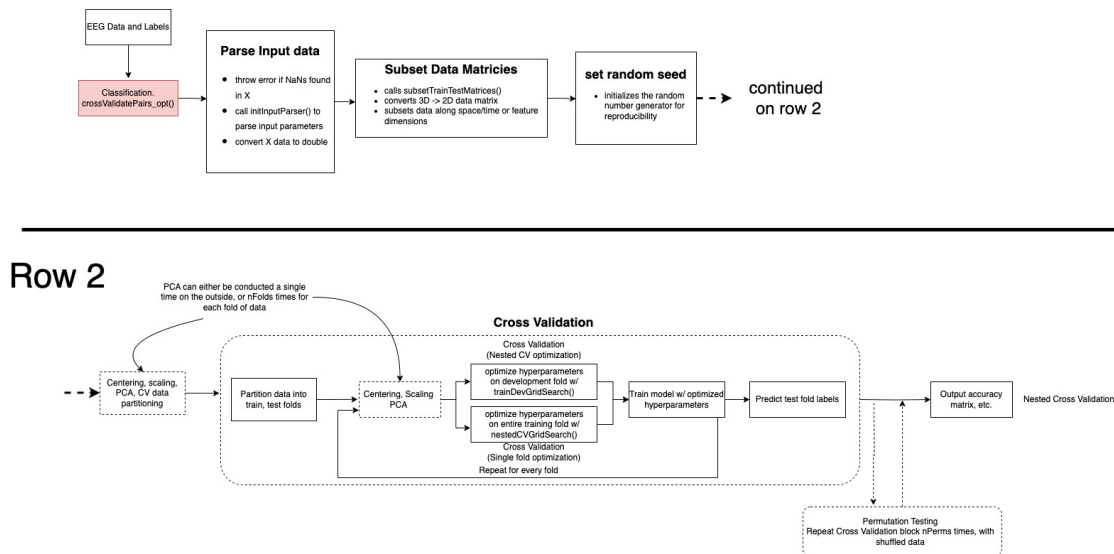 EEG Data and Labels
Classification.
crossValidatePairs_opt()
Parse Input data
throw error if NaNs found
in X
call initInputParser() to
parse input parameters
convert X data to double
Subset Data Matricies
calls subsetTrainTestMatrices()
converts 3D -> 2D data matrix
subsets data along space/time or feature
dimensions
set random seed
initializes the random
number generator for
reproducibility
continued
on row 2
Row 2
PCA can either be conducted a single
time on the outside, or nFolds times for
each fold of data
Centering, scaling,
PCA, CV data
partitioning
Cross Validation
Partition data into
train, test folds
Centering, Scaling
PCA
Cross Validation
(Nested CV optimization)
optimize hyperparameters
on development fold w/
trainDevGridSearch()
optimize hyperparameters
on entire training fold w/
nestedCVGridSearch()
Cross Validation
(Single fold optimization)
Repeat for every fold
Train model w/ optimized
hyperparameters
Predict test fold labels
Output accuracy
matrix, etc.
Nested Cross Validation
Permutation Testing
Repeat Cross Validation block nPerms times, with
shuffled data